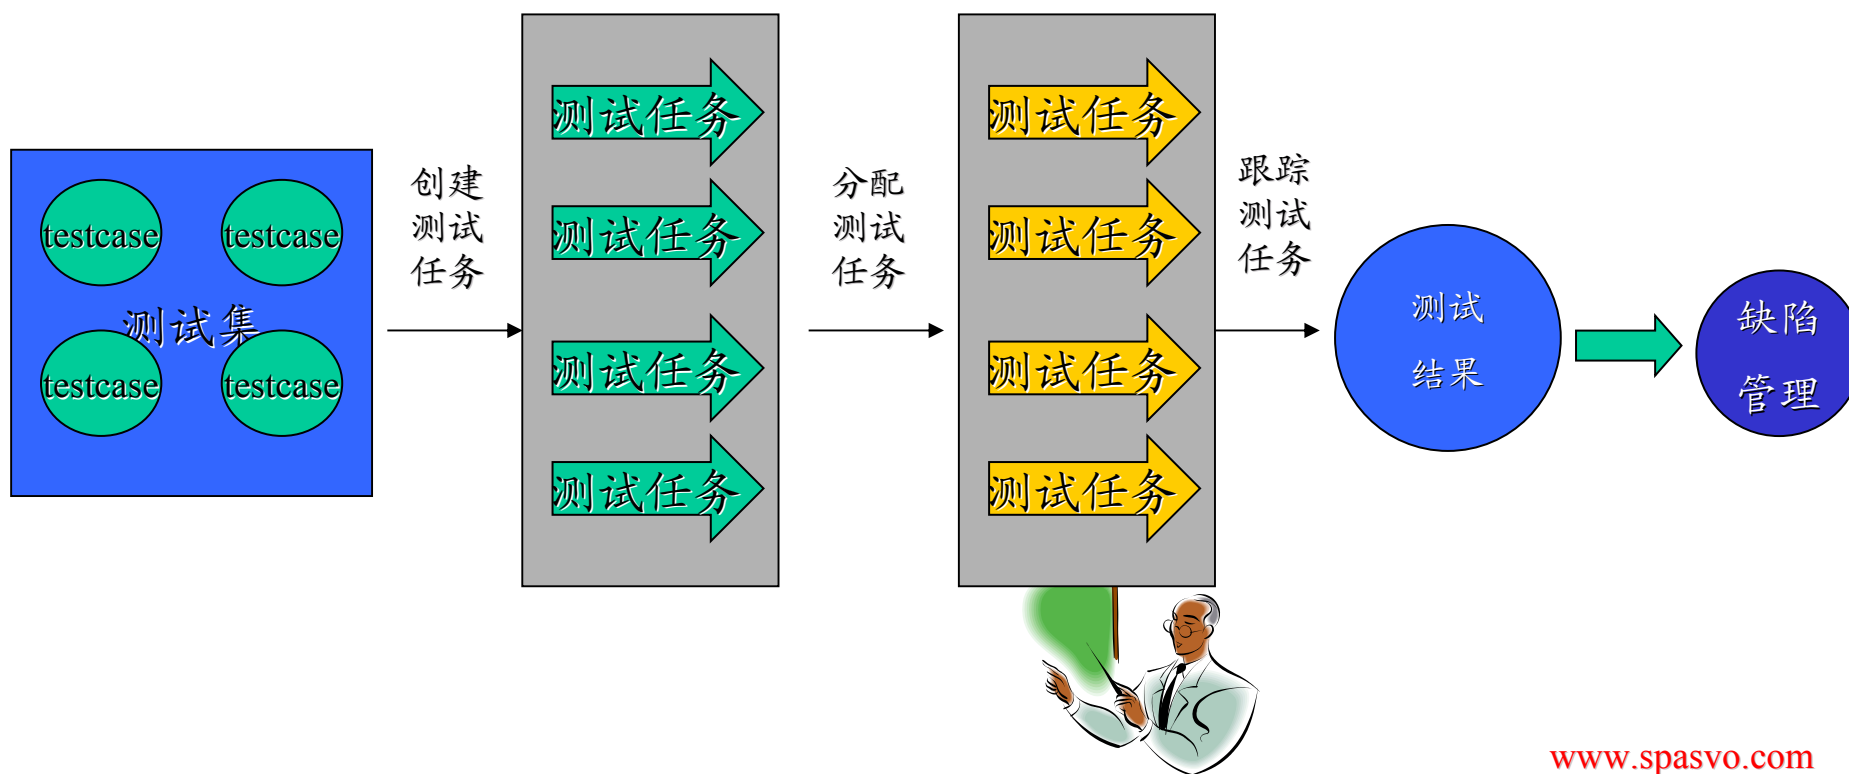 testcase
testcase
测试集
testcase
testcase
创建
测试
任务
测试任务
测试任务
测试任务
测试任务
分配
测试
任务
测试任务
测试任务
测试任务
测试任务
跟踪
测试
任务
测试
结果
缺陷
管理
www.spasvo.com